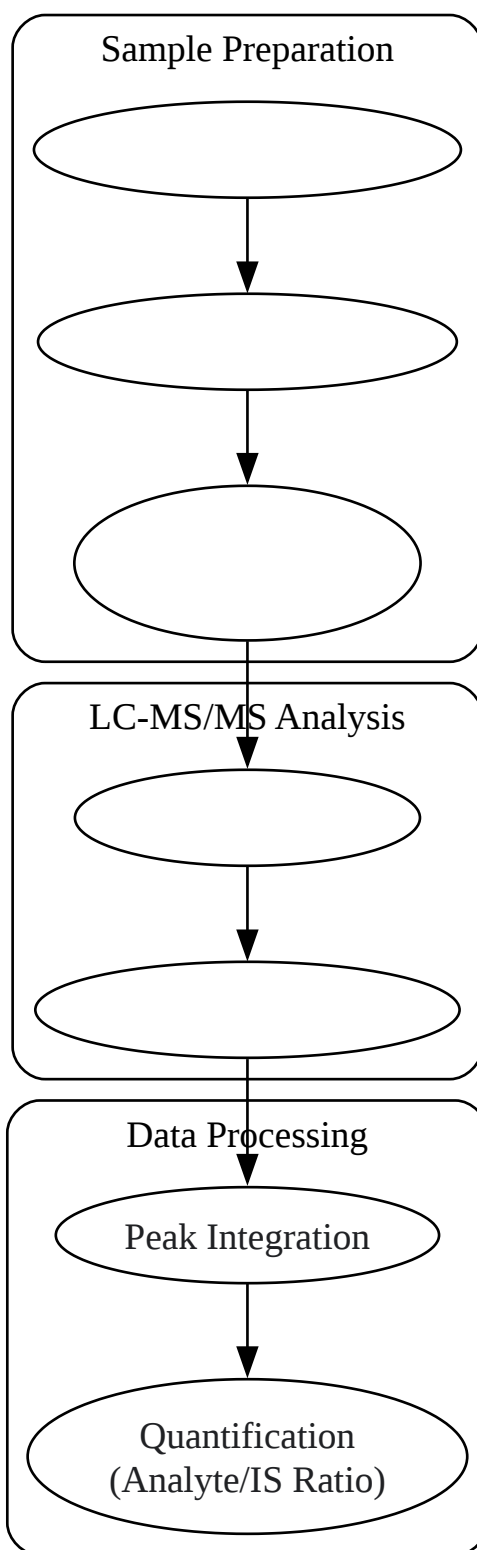 Sample Preparation
LC-MS/MS Analysis
Data Processing
Peak Integration
Quantification
(Analyte/IS Ratio)